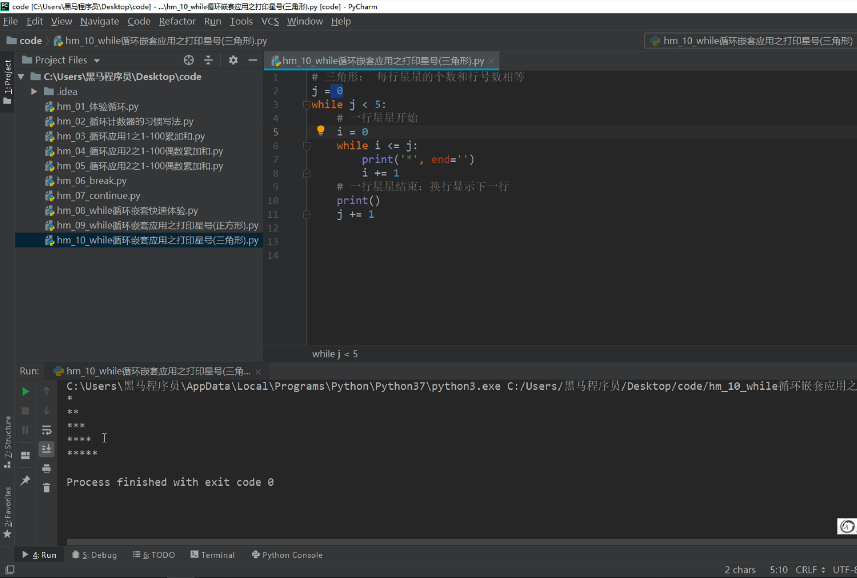 code [C:\Users\黑马程序员\Desktop\code] - ...\hm_10_while循环嵌套应用之打印星号(三角形).py [code] - PyCharm
File Edit View Navigate Code Refactor Run Tools VCS Window Help
code hm_10_while循环嵌套应用之打印星号(三角形).py hm_10_while循环嵌套应用之打印星号(三角形)
Project Files
hm_10_while循环嵌套应用之打印星号(三角形).py
1: Project
C:\Users\黑马程序员\Desktop\code
.idea
hm_01_体验循环.py
hm_02_循环计数器的习惯写法.py
hm_03_循环应用1之1-100累加和.py
hm_04_循环应用2之1-100偶数累加和.py
hm_05_循环应用2之1-100偶数累加和.py
hm_06_break.py
hm_07_continue.py
hm_08_while循环嵌套快速体验.py
hm_09_while循环嵌套应用之打印星号(正方形).py
hm_10_while循环嵌套应用之打印星号(三角形).py
1 # 三角形: 每行星星的个数和行号数相等
2 j = 0
3 while j < 5:
4 # 一行星星开始
5 i = 0
6 while i <= j:
7 print('*', end='')
8 i += 1
9 # 一行星星结束:换行显示下一行
10 print()
11 j += 1
12
13
14
while j < 5
Run: hm_10_while循环嵌套应用之打印星号(三角...
C:\Users\黑马程序员\AppData\Local\Programs\Python\Python37\python3.exe C:/Users/黑马程序员/Desktop/code/hm_10_while循环嵌套应用之
*
**
***
****
*****
Process finished with exit code 0
Z: Structure
2: Favorites
4: Run 5: Debug 6: TODO Terminal Python Console
2 chars 5:10 CRLF UTF-8